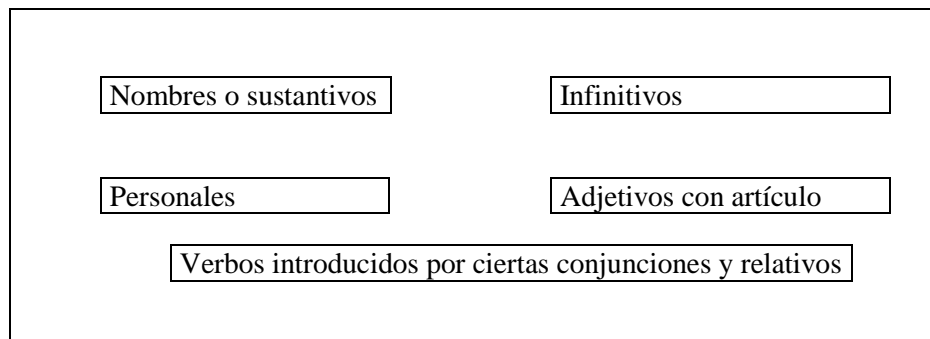 Nombres o sustantivos
Infinitivos
Personales
Adjetivos con artículo
Verbos introducidos por ciertas conjunciones y relativos